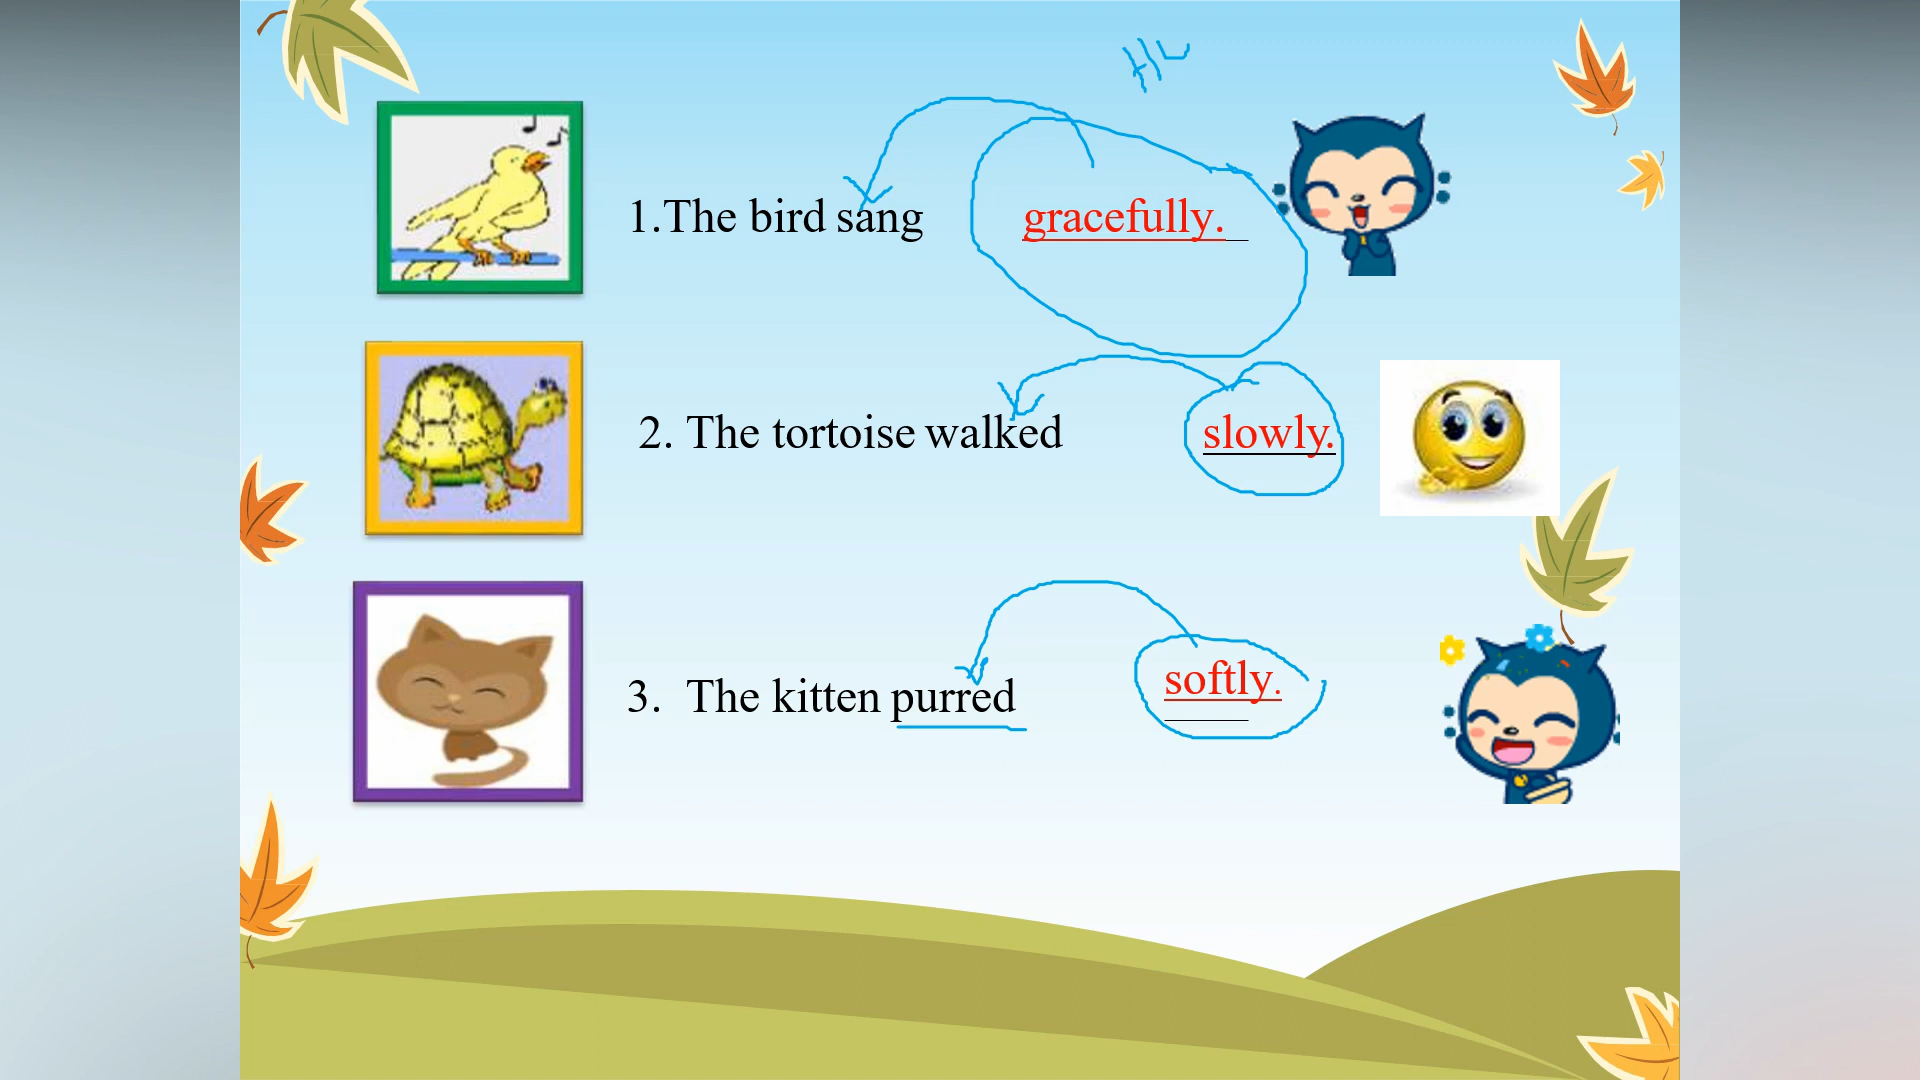 1.The bird sang gracefully.
2. The tortoise walked slowly.
3. The kitten purred softly.